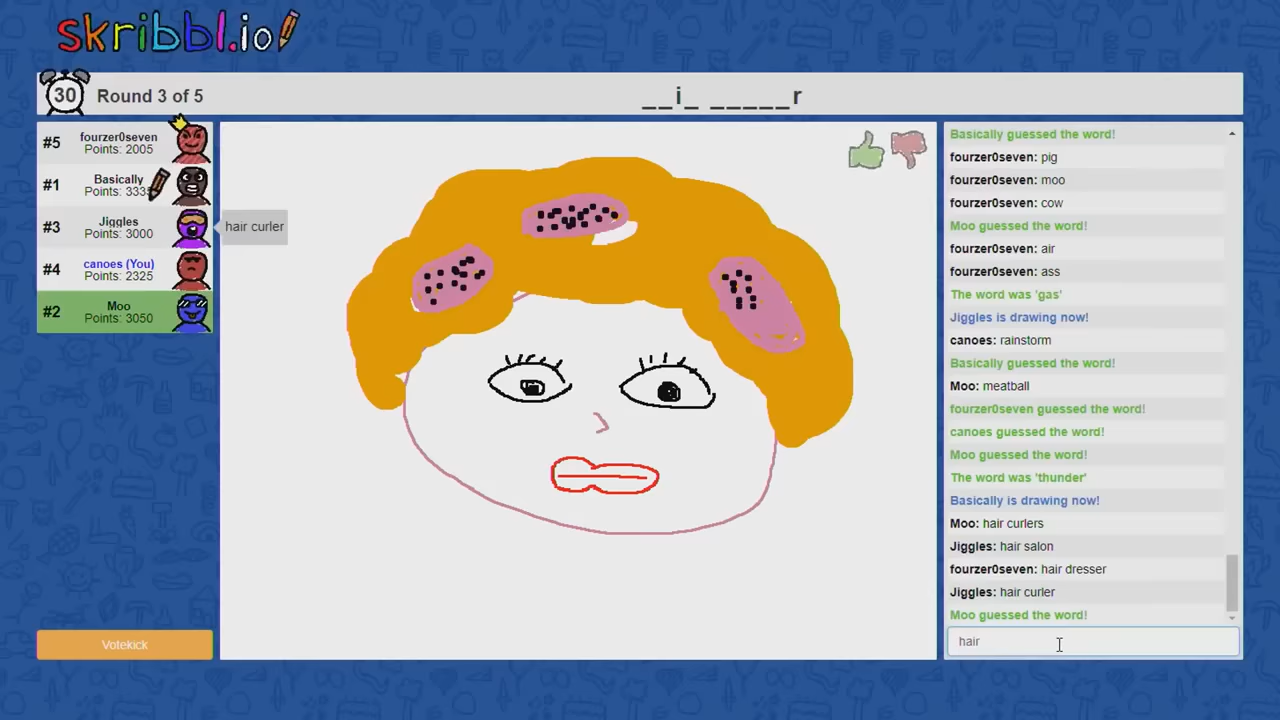 skribbl.io
30
Round 3 of 5
__i_ _____r
#5
fourzer0seven
Points: 2005
#1
Basically
Points: 333
#3
Jiggles
Points: 3000
hair curler
#4
canoes (You)
Points: 2325
#2
Moo
Points: 3050
Votekick
Basically guessed the word!
fourzer0seven: pig
fourzer0seven: moo
fourzer0seven: cow
Moo guessed the word!
fourzer0seven: air
fourzer0seven: ass
The word was 'gas'
Jiggles is drawing now!
canoes: rainstorm
Basically guessed the word!
Moo: meatball
fourzer0seven guessed the word!
canoes guessed the word!
Moo guessed the word!
The word was 'thunder'
Basically is drawing now!
Moo: hair curlers
Jiggles: hair salon
fourzer0seven: hair dresser
Jiggles: hair curler
Moo guessed the word!
hair